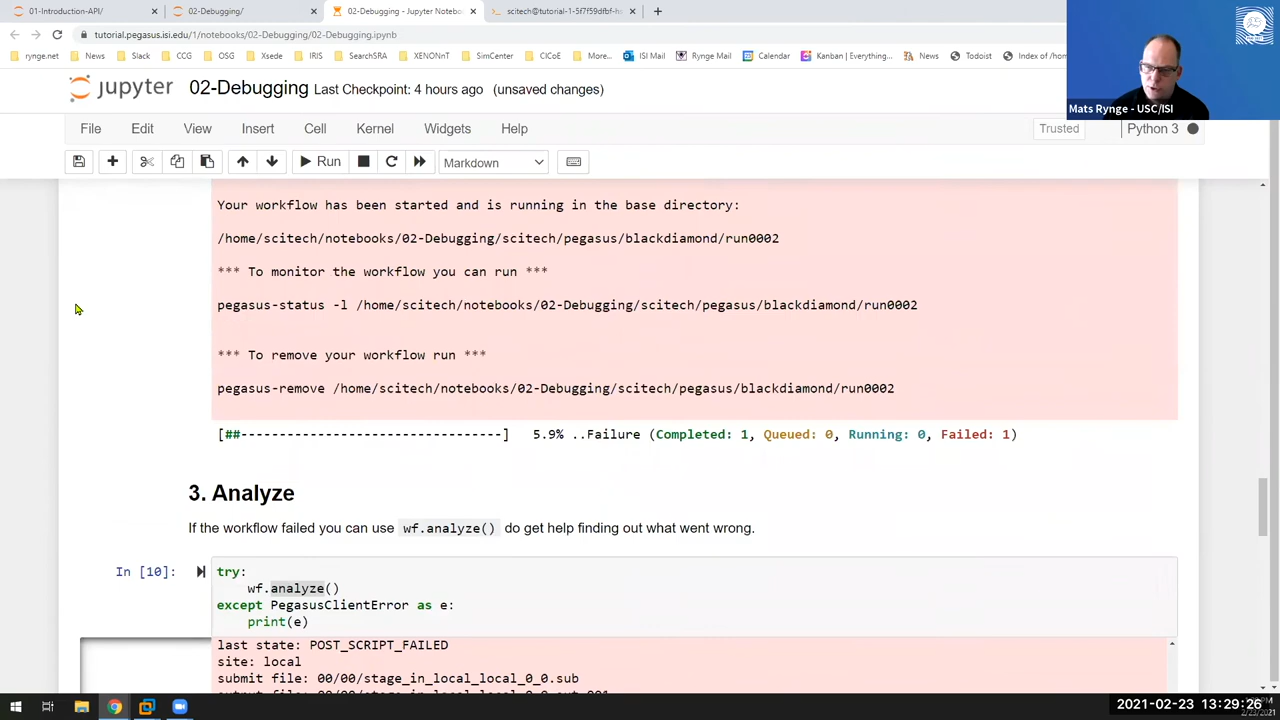 01-Introduction-API/
02-Debugging/
02-Debugging - Jupyter Notebook
scitech@tutorial-1-5f7f59dfbf-h
tutorial.pegasus.isi.edu/1/notebooks/02-Debugging/02-Debugging.ipynb
rynge.net News Slack CCG OSG Xsede IRIS SearchSRA XENONnT SimCenter CICoE More... ISI Mail Rynge Mail Calendar Kanban | Everything... News Todoist Index of /hom
Mats Rynge - USC/ISI
jupyter 02-Debugging Last Checkpoint: 4 hours ago (unsaved changes)
File Edit View Insert Cell Kernel Widgets Help Trusted Python 3
Run Markdown
Your workflow has been started and is running in the base directory:
/home/scitech/notebooks/02-Debugging/scitech/pegasus/blackdiamond/run0002
*** To monitor the workflow you can run ***
pegasus-status -l /home/scitech/notebooks/02-Debugging/scitech/pegasus/blackdiamond/run0002
*** To remove your workflow run ***
pegasus-remove /home/scitech/notebooks/02-Debugging/scitech/pegasus/blackdiamond/run0002
[##---------------------------------] 5.9% ..Failure (Completed: 1, Queued: 0, Running: 0, Failed: 1)
3. Analyze
If the workflow failed you can use wf.analyze() do get help finding out what went wrong.
In [10]:
try:
wf.analyze()
except PegasusClientError as e:
print(e)
last state: POST_SCRIPT_FAILED
site: local
submit file: 00/00/stage_in_local_local_0_0.sub
output file: 00/00/stage_in_local_local_0_0.out.001
2021-02-23 13:29:26